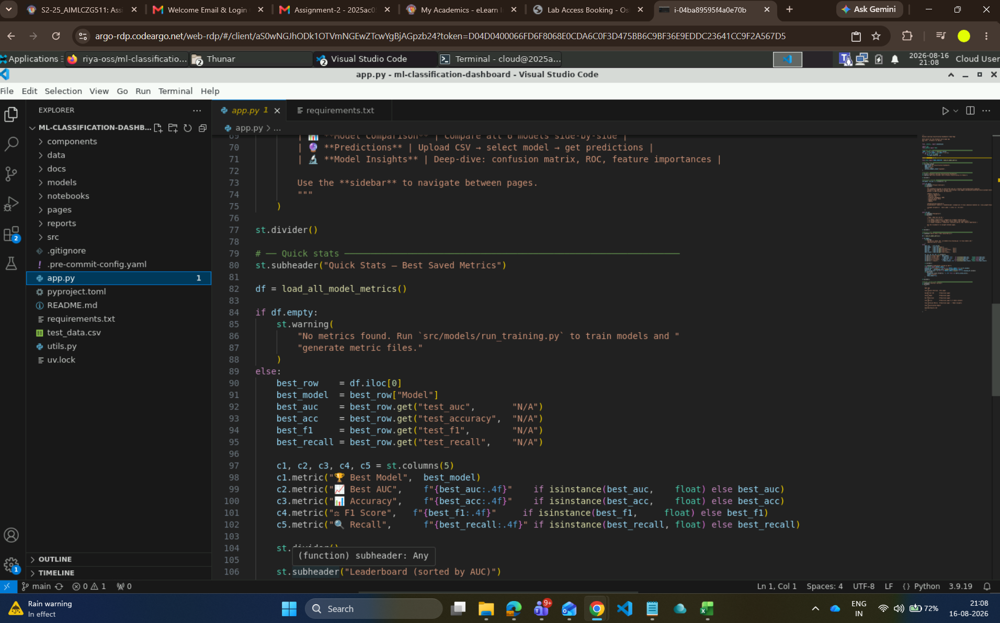 S2-25_AIMLCZG511: Assi
Welcome Email & Login
Assignment-2 - 2025ac0
My Academics - eLearn
Lab Access Booking - Os
i-04ba89595f4a0e70b
Ask Gemini
argo-rdp.codeargo.net/web-rdp/#/client/aS0wNGJhODk1OTVmNGEwZTcwYgBjAGpzb24?token=D04D0400066FD6F8068E0CDA6C0F3D475BB6C9BF36E9EDDC23641CC9F2A567D5
Applications
riya-oss/ml-classificatio...
2 Thunar
2 Visual Studio Code
Terminal - cloud@2025a...
2026-08-16
21:08
Cloud User
app.py - ml-classification-dashboard - Visual Studio Code
File Edit Selection View Go Run Terminal Help
EXPLORER
app.py 1
requirements.txt
ML-CLASSIFICATION-DASHB...
app.py > ...
components
data
docs
models
notebooks
pages
reports
src
.gitignore
.pre-commit-config.yaml
app.py 1
pyproject.toml
README.md
requirements.txt
test_data.csv
utils.py
uv.lock
2
1
OUTLINE
TIMELINE
69 | 📊 **Model Comparison** | Compare all 6 models side-by-side |
70 | 🔮 **Predictions** | Upload CSV → select model → get predictions |
71 | 🔬 **Model Insights** | Deep-dive: confusion matrix, ROC, feature importances |
72
73 Use the **sidebar** to navigate between pages.
74 """
75 )
76
77 st.divider()
78
79 # ── Quick stats ────────────────────────────────
80 st.subheader("Quick Stats — Best Saved Metrics")
81
82 df = load_all_model_metrics()
83
84 if df.empty:
85 st.warning(
86 "No metrics found. Run `src/models/run_training.py` to train models and "
87 "generate metric files."
88 )
89 else:
90 best_row = df.iloc[0]
91 best_model = best_row["Model"]
92 best_auc = best_row.get("test_auc", "N/A")
93 best_acc = best_row.get("test_accuracy", "N/A")
94 best_f1 = best_row.get("test_f1", "N/A")
95 best_recall = best_row.get("test_recall", "N/A")
96
97 c1, c2, c3, c4, c5 = st.columns(5)
98 c1.metric("🏆 Best Model", best_model)
99 c2.metric("📈 Best AUC", f"{best_auc:.4f}" if isinstance(best_auc, float) else best_auc)
100 c3.metric("📊 Accuracy", f"{best_acc:.4f}" if isinstance(best_acc, float) else best_acc)
101 c4.metric("⚖ F1 Score", f"{best_f1:.4f}" if isinstance(best_f1, float) else best_f1)
102 c5.metric("🔍 Recall", f"{best_recall:.4f}" if isinstance(best_recall, float) else best_recall)
103
104 st.divider()
(function) subheader: Any
105
106 st.subheader("Leaderboard (sorted by AUC)")
main 0 1 0
Ln 1, Col 1 Spaces: 4 UTF-8 LF {} Python 3.9.19
Rain warning
In effect
Search
9+
ENG
IN
72%
21:08
16-08-2026